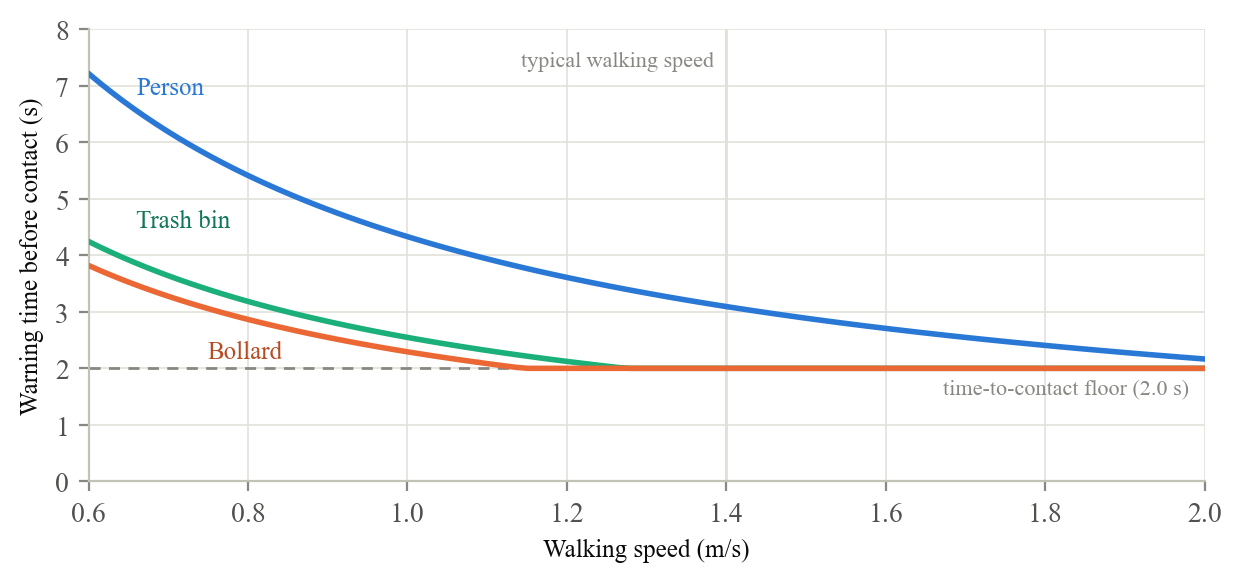 typical walking speed
Person
Trash bin
Bollard
time-to-contact floor (2.0 s)
Warning time before contact (s)
8
7
6
5
4
3
2
1
0
0.6 0.8 1.0 1.2 1.4 1.6 1.8 2.0
Walking speed (m/s)